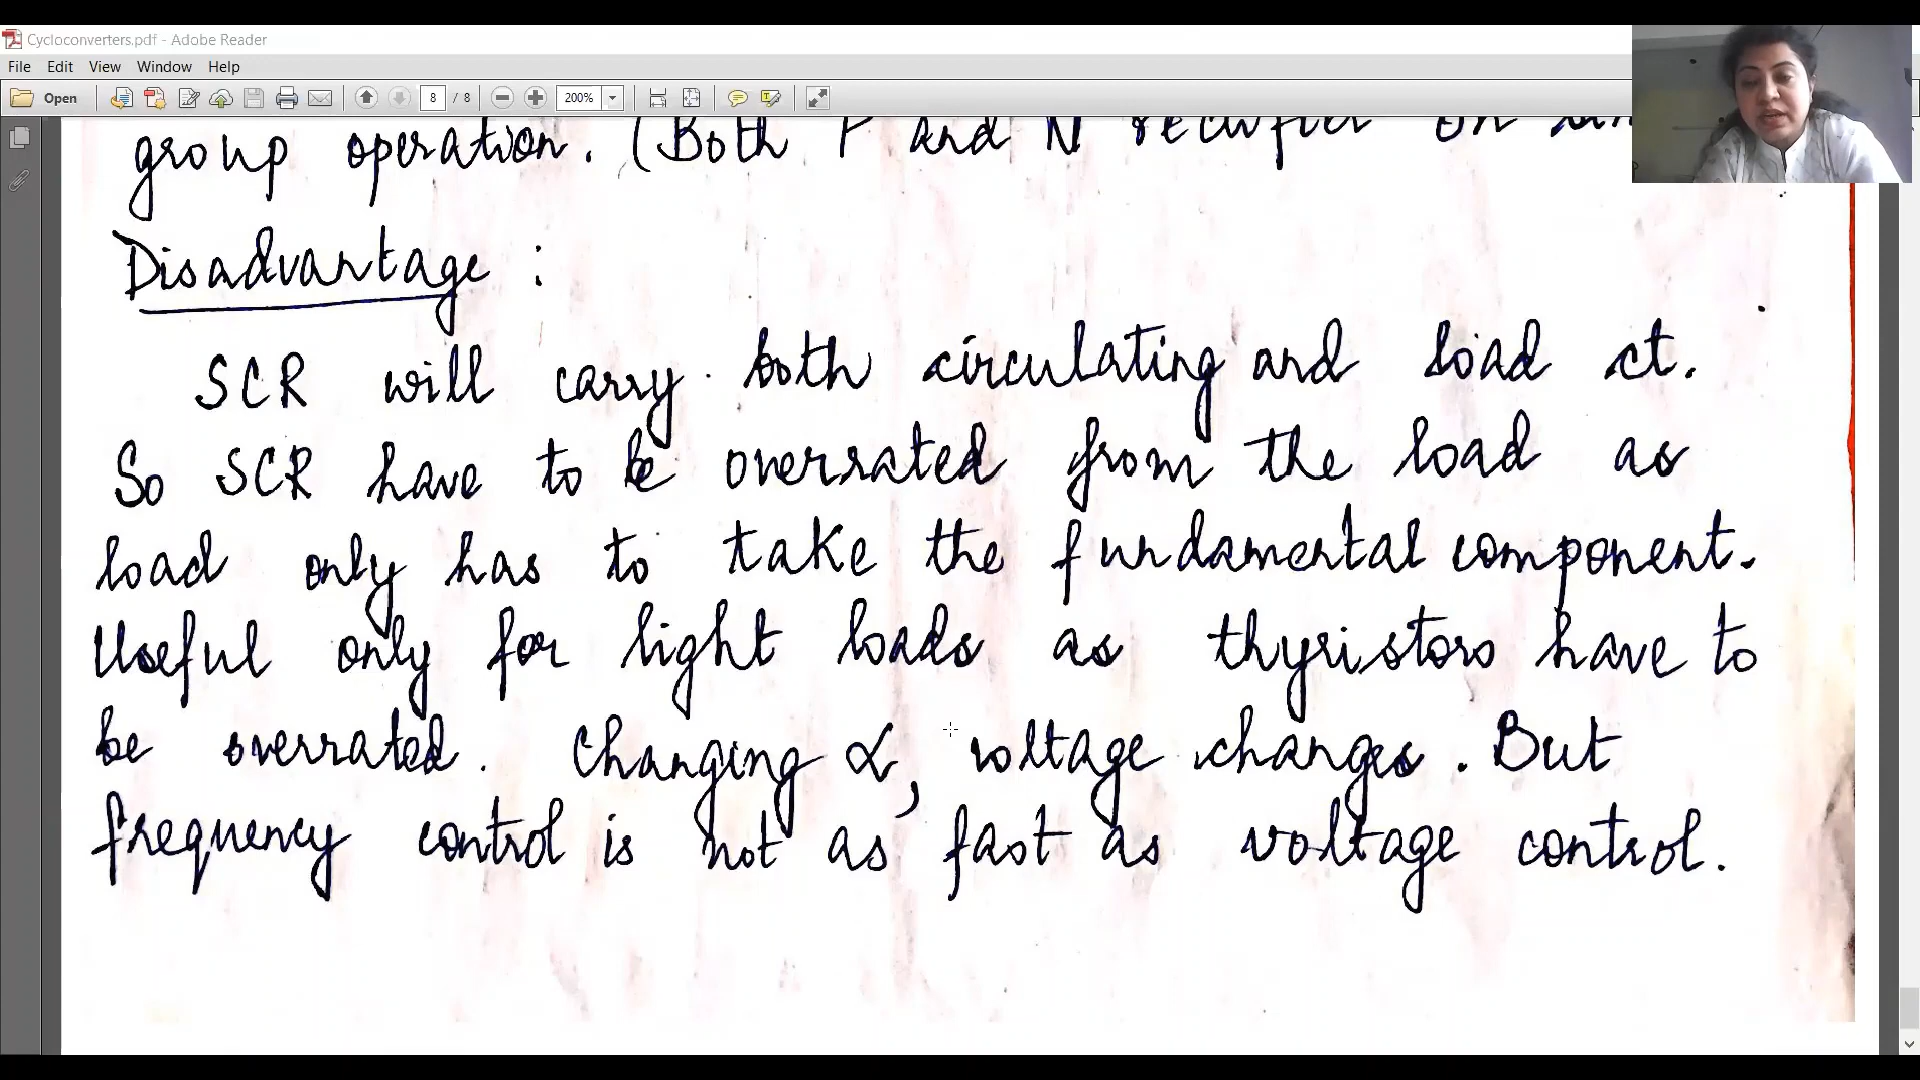 Cycloconverters.pdf - Adobe Reader
File Edit View Window Help
Open 8 / 8 200%
group operation. (Both P and N rectifier on
Disadvantage :
SCR will carry both circulating and load ct.
So SCR have to be overrated from the load as
load only has to take the fundamental component.
Useful only for light loads as thyristors have to
be overrated. Changing α, voltage changes. But
frequency control is not as fast as voltage control.